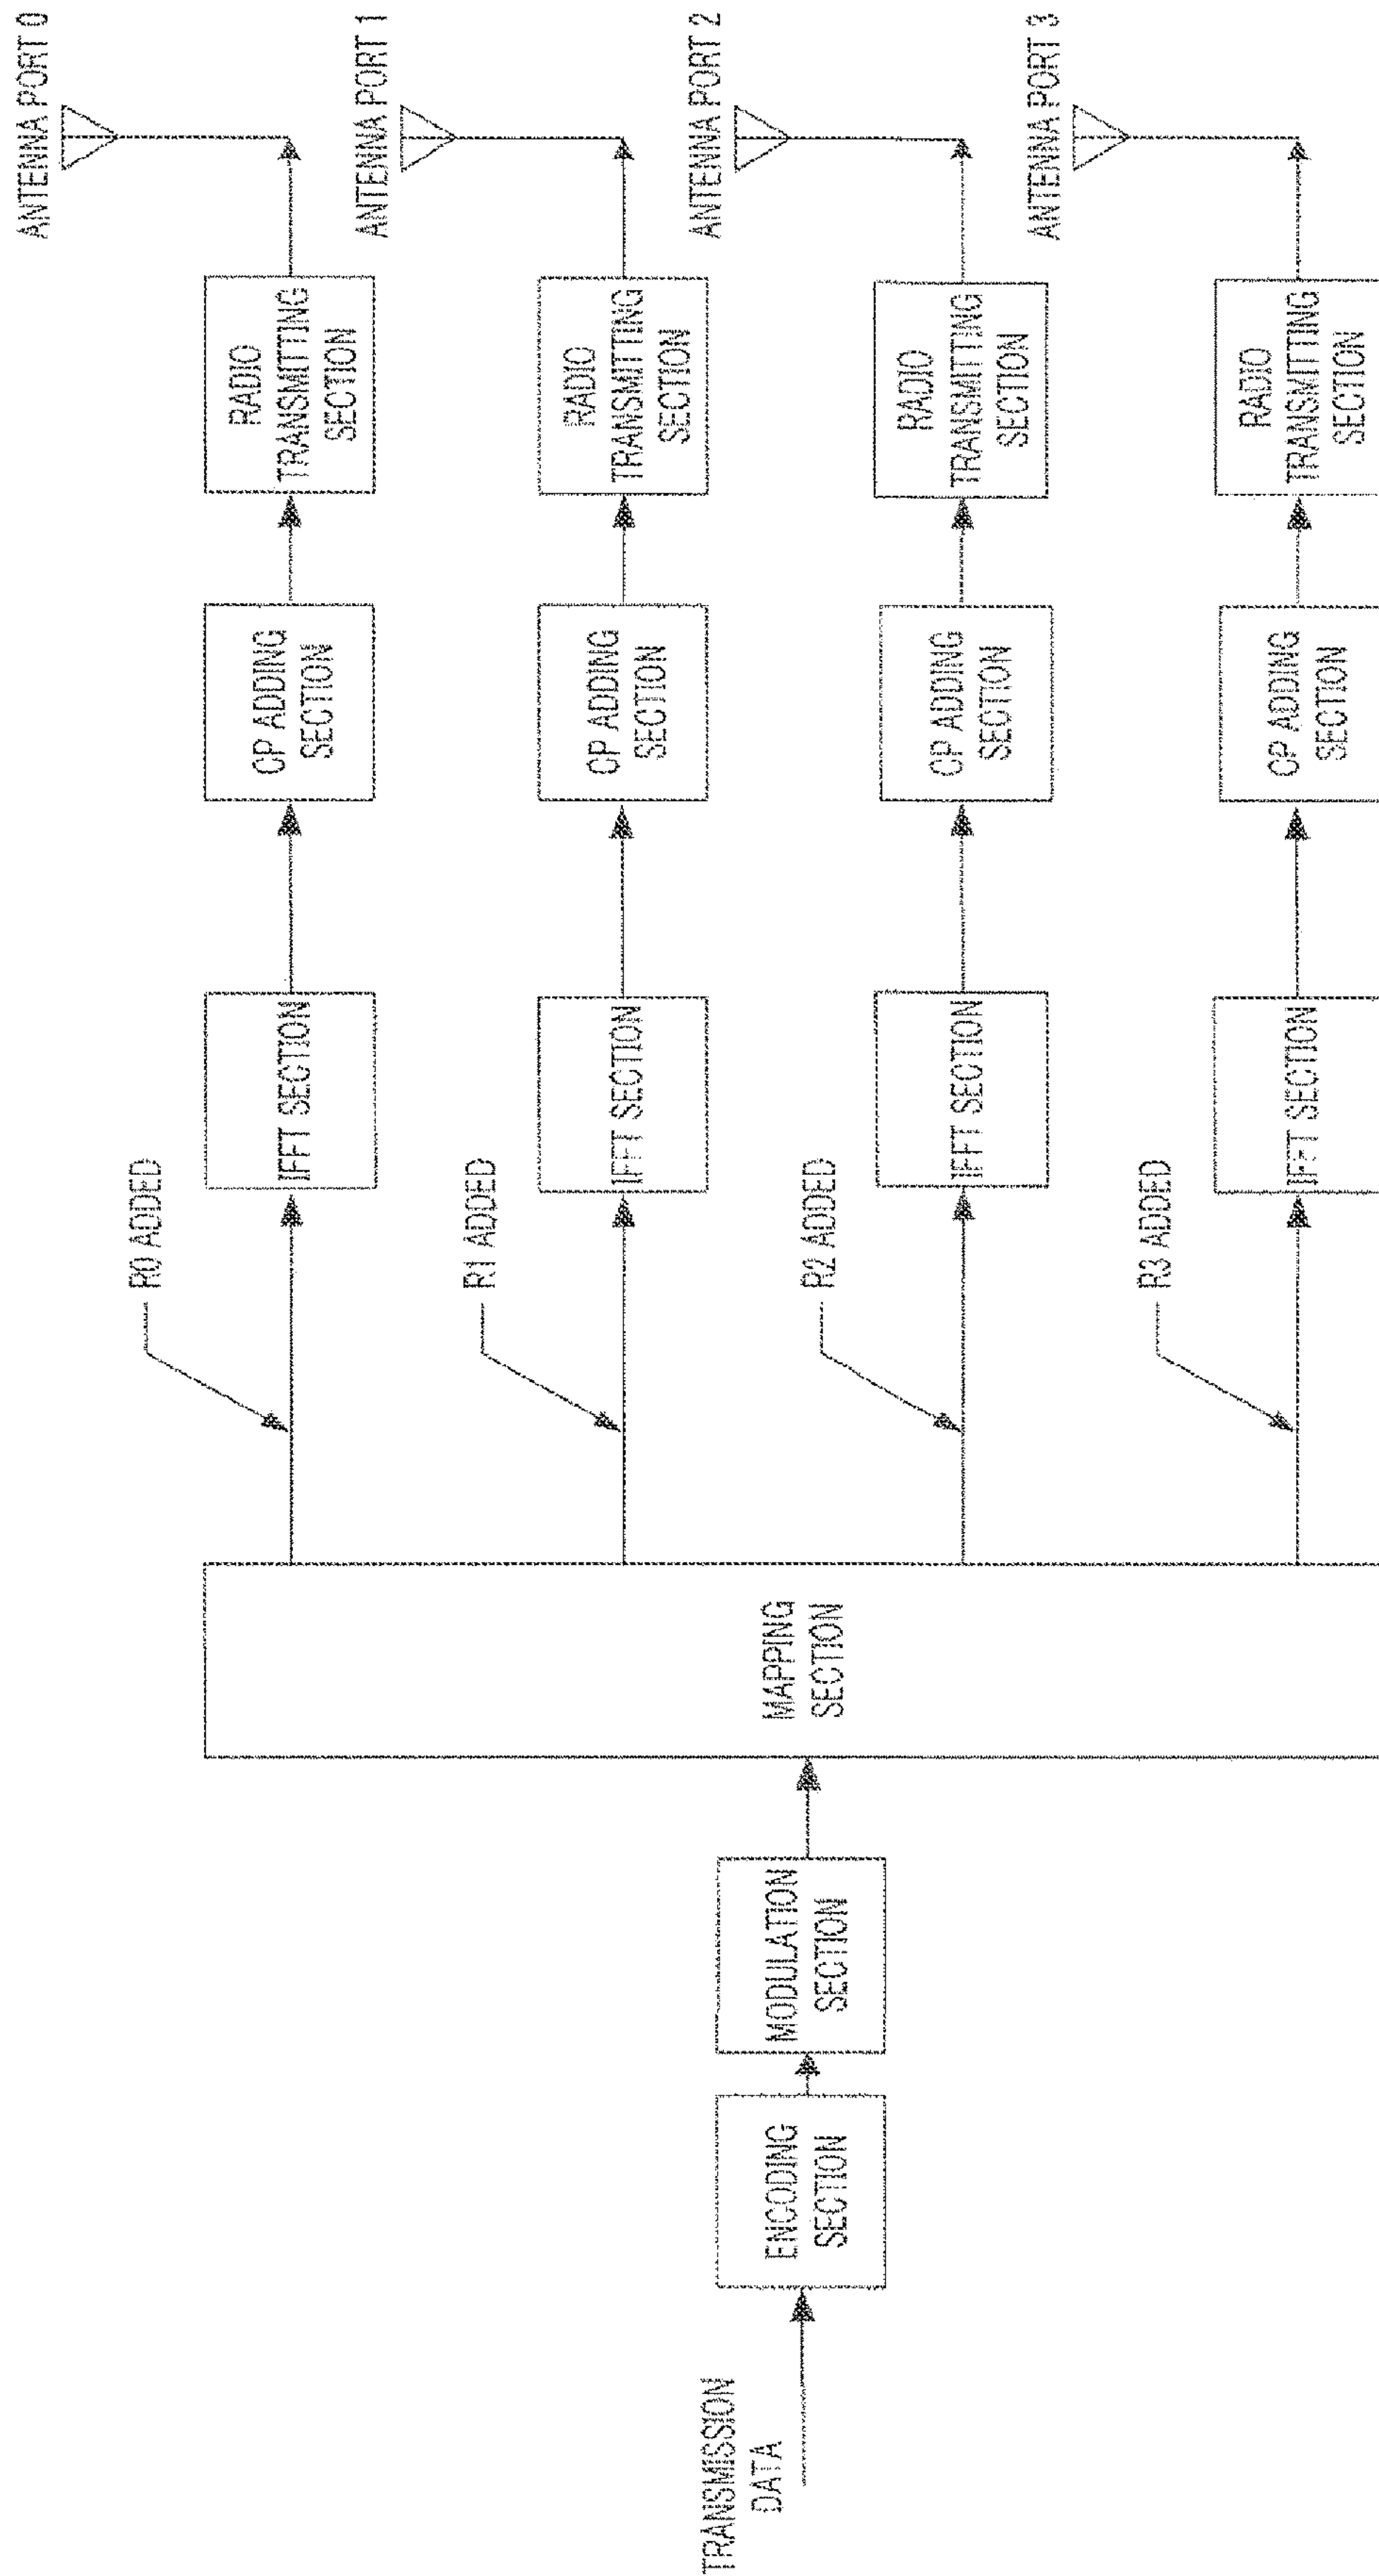 TRANSMISSION
DATA
ENCODING
SECTION
MODULATION
SECTION
MAPPING
SECTION
R0 ADDED
IFFT SECTION
CP ADDING
SECTION
RADIO
TRANSMITTING
SECTION
ANTENNA PORT 0
R1 ADDED
IFFT SECTION
CP ADDING
SECTION
RADIO
TRANSMITTING
SECTION
ANTENNA PORT 1
R2 ADDED
IFFT SECTION
CP ADDING
SECTION
RADIO
TRANSMITTING
SECTION
ANTENNA PORT 2
R3 ADDED
IFFT SECTION
CP ADDING
SECTION
RADIO
TRANSMITTING
SECTION
ANTENNA PORT 3